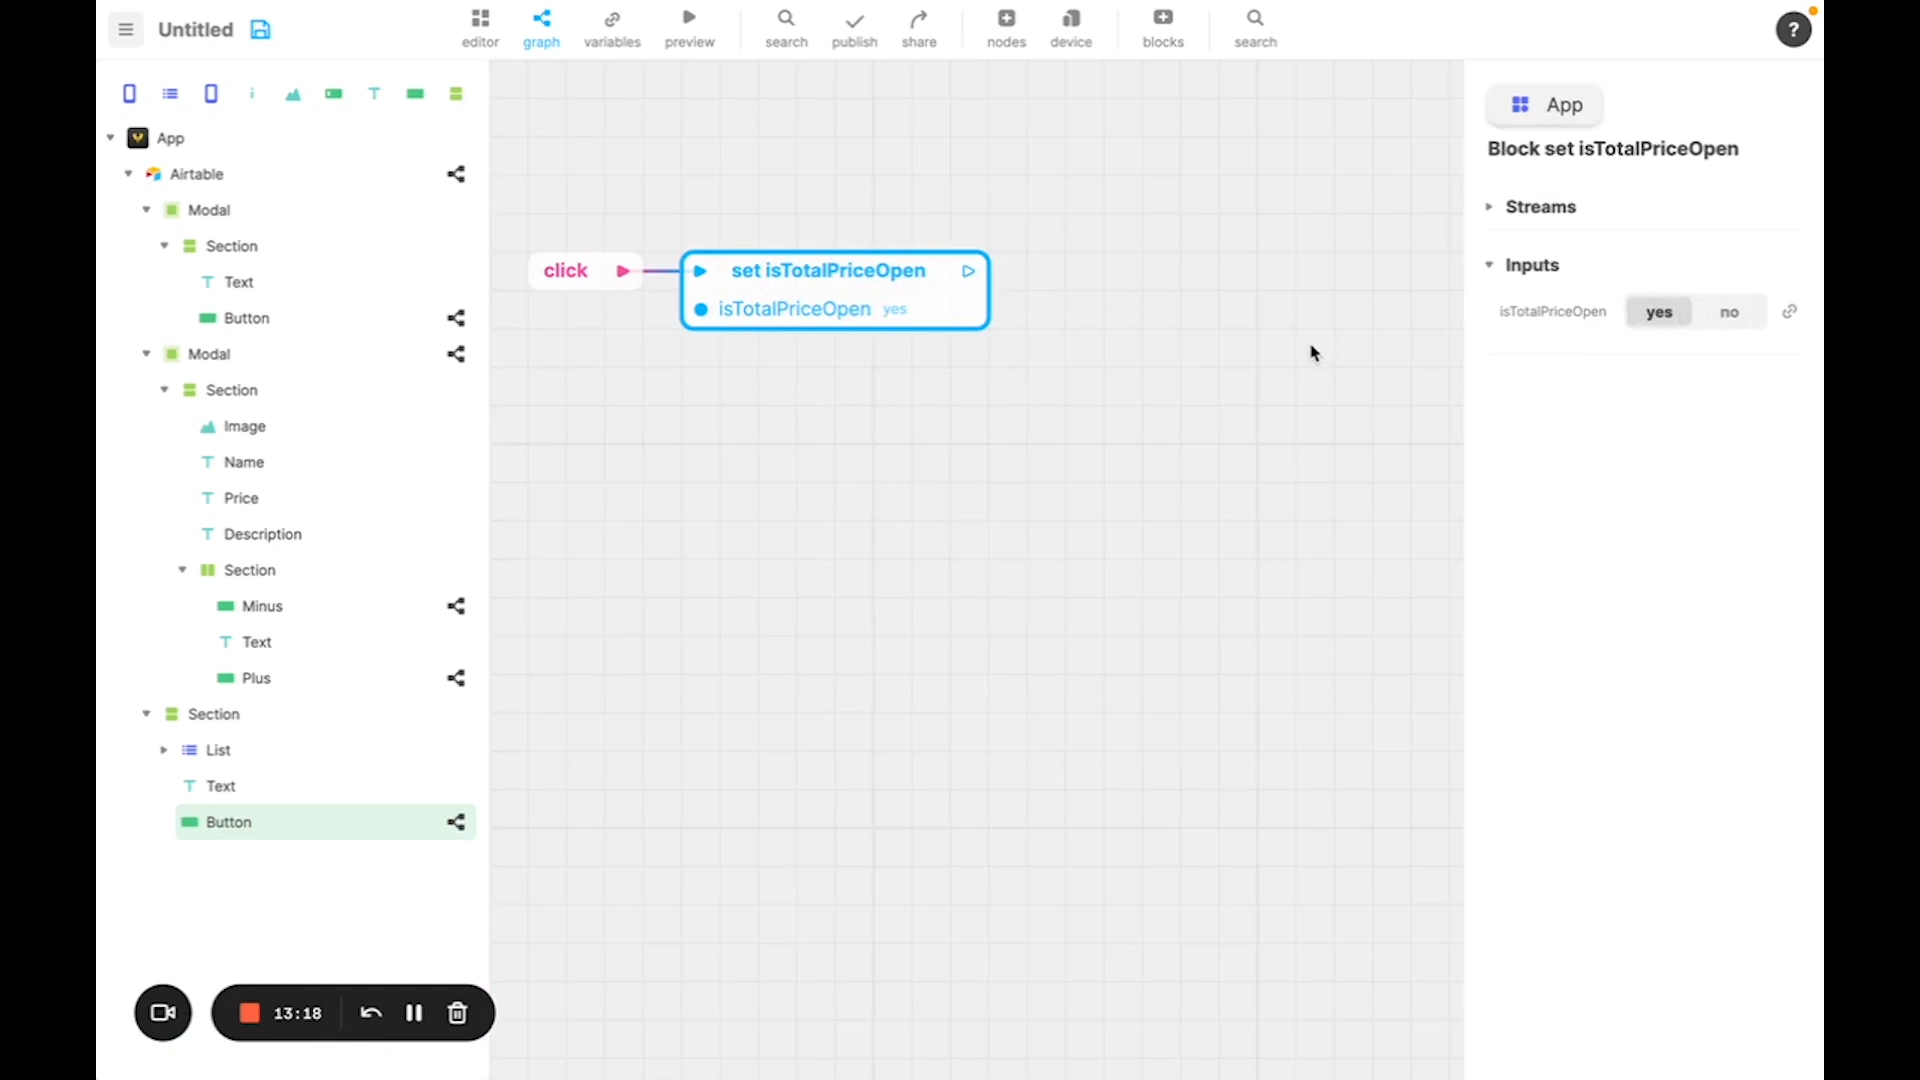 Untitled
editor
graph
variables
preview
search
publish
share
nodes
device
blocks
search
?
App
Airtable
Modal
Section
Text
Button
Modal
Section
Image
Name
Price
Description
Section
Minus
Text
Plus
Section
List
Text
Button
click
set isTotalPriceOpen
isTotalPriceOpen yes
App
Block set isTotalPriceOpen
Streams
Inputs
isTotalPriceOpen yes no
13:18